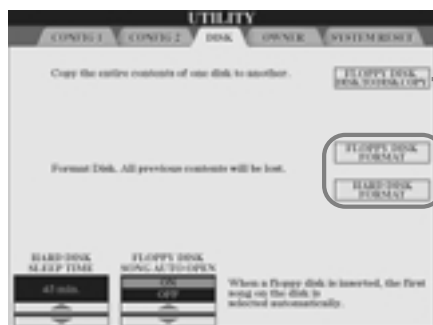 UTILITY
CONFIG 1 CONFIG 2 DISK OWNER SYSTEM RESET
Copy the entire contents of one disk to another.
FLOPPY DISK
DISK TO DISK COPY
Format Disk. All previous contents will be lost.
FLOPPY DISK
FORMAT
HARD DISK
FORMAT
HARD DISK
SLEEP TIME
45 min.
FLOPPY DISK
SONG AUTO OPEN
ON
OFF
When a floppy disk is inserted, the first
song on the disk is
selected automatically.